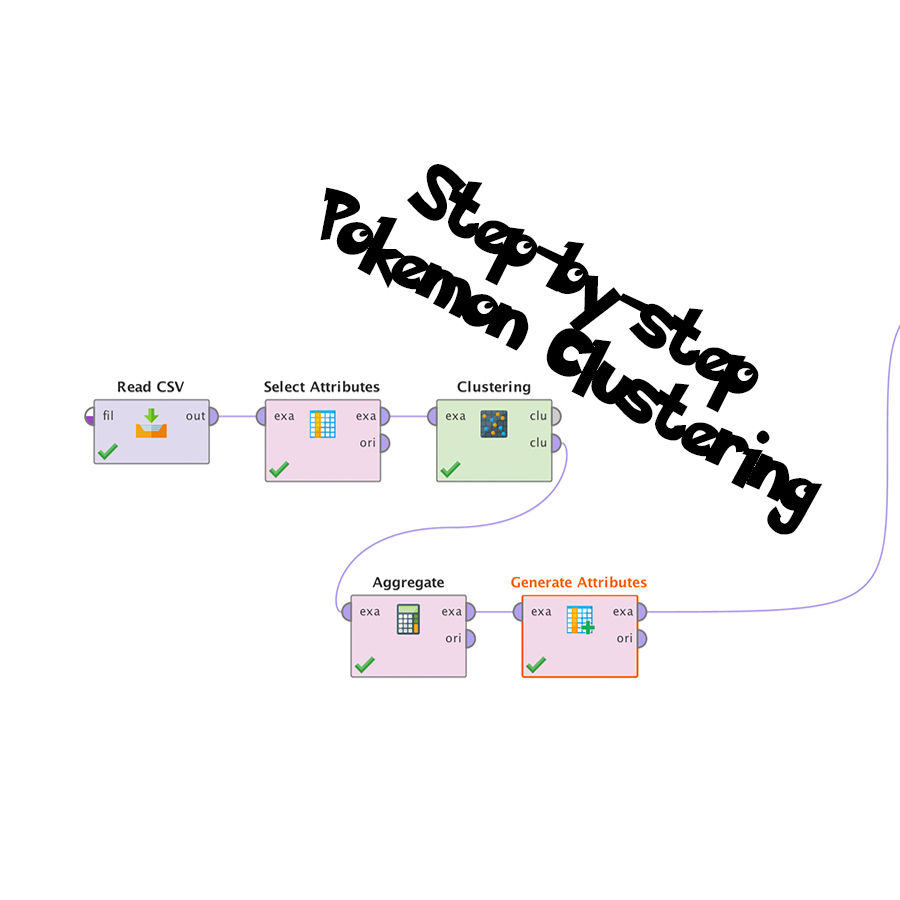 Step-by-step
Pokemon Clustering
Read CSV
fil
out
Select Attributes
exa
exa
ori
Clustering
exa
clu
clu
Aggregate
exa
exa
ori
Generate Attributes
exa
exa
ori